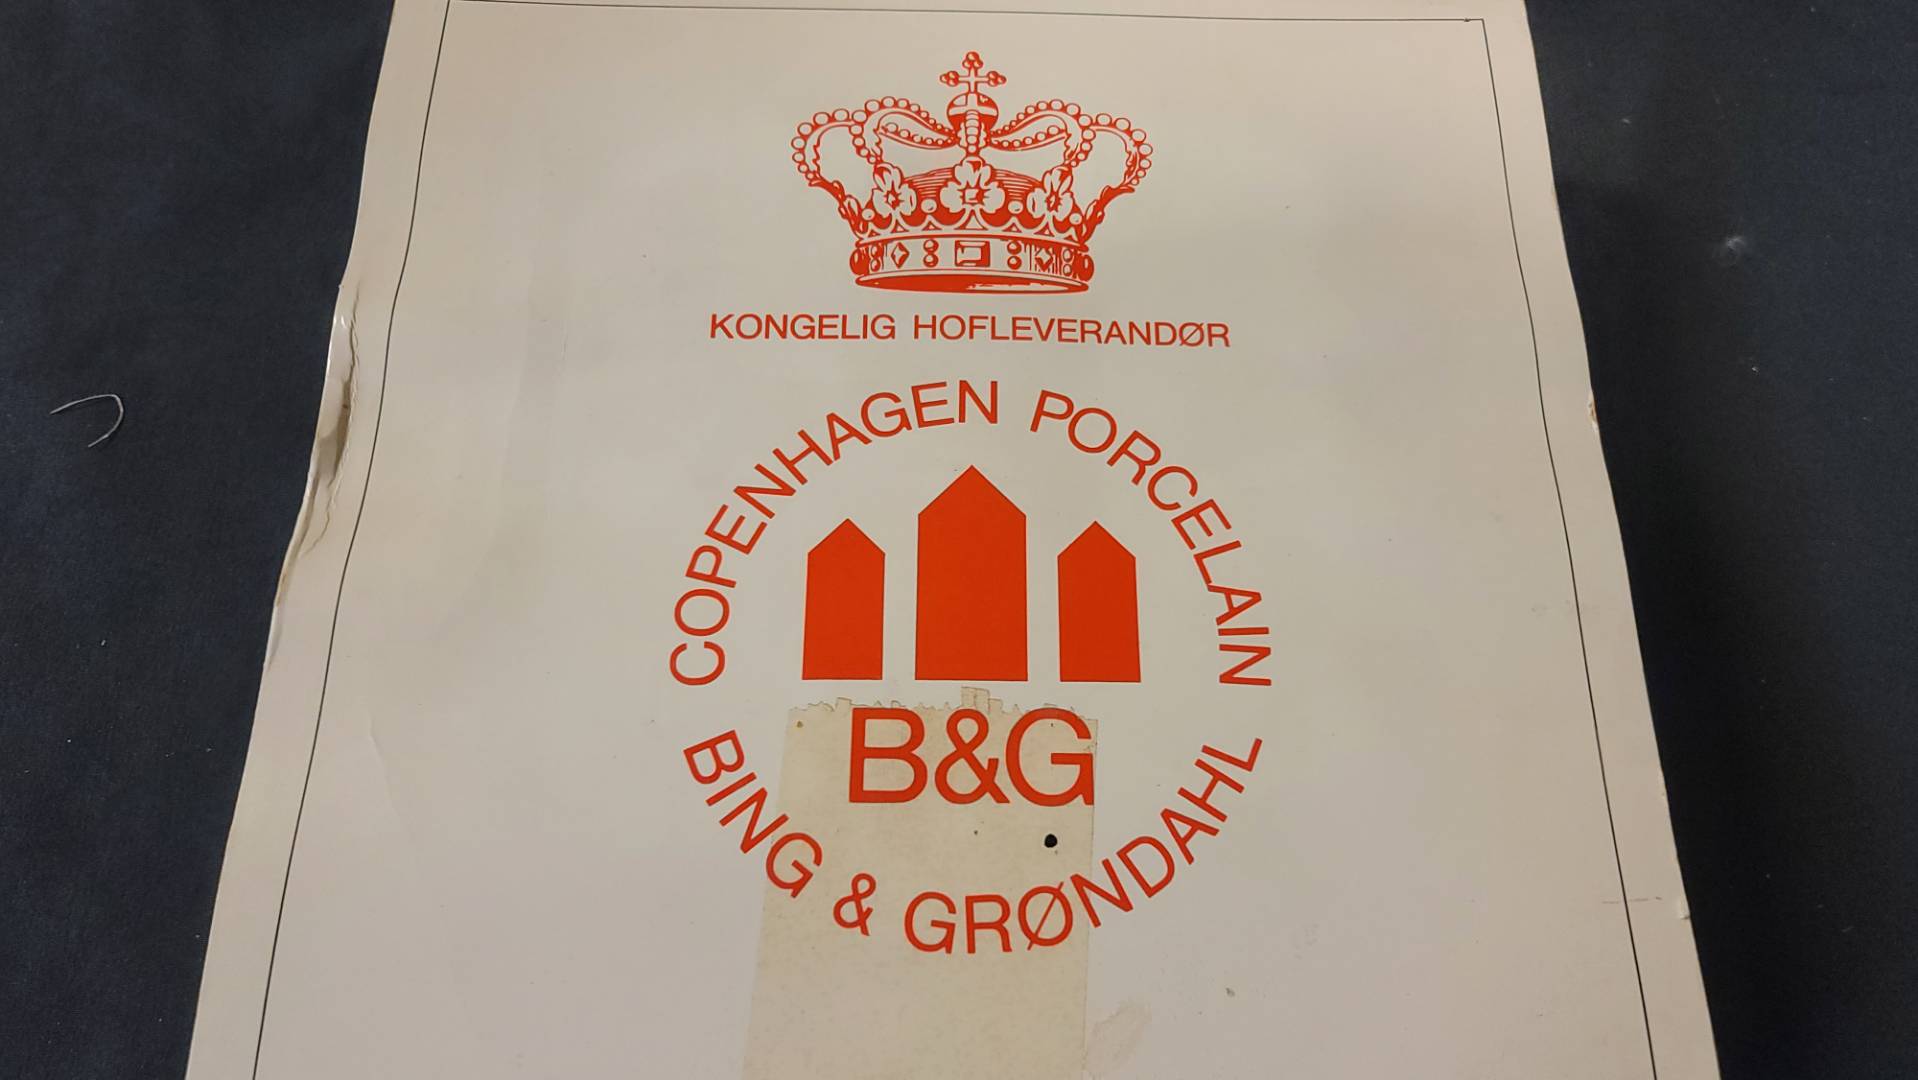 KONGELIG HOFLEVERANDØR
COPENHAGEN PORCELAIN
B&G
BING & GRØNDAHL